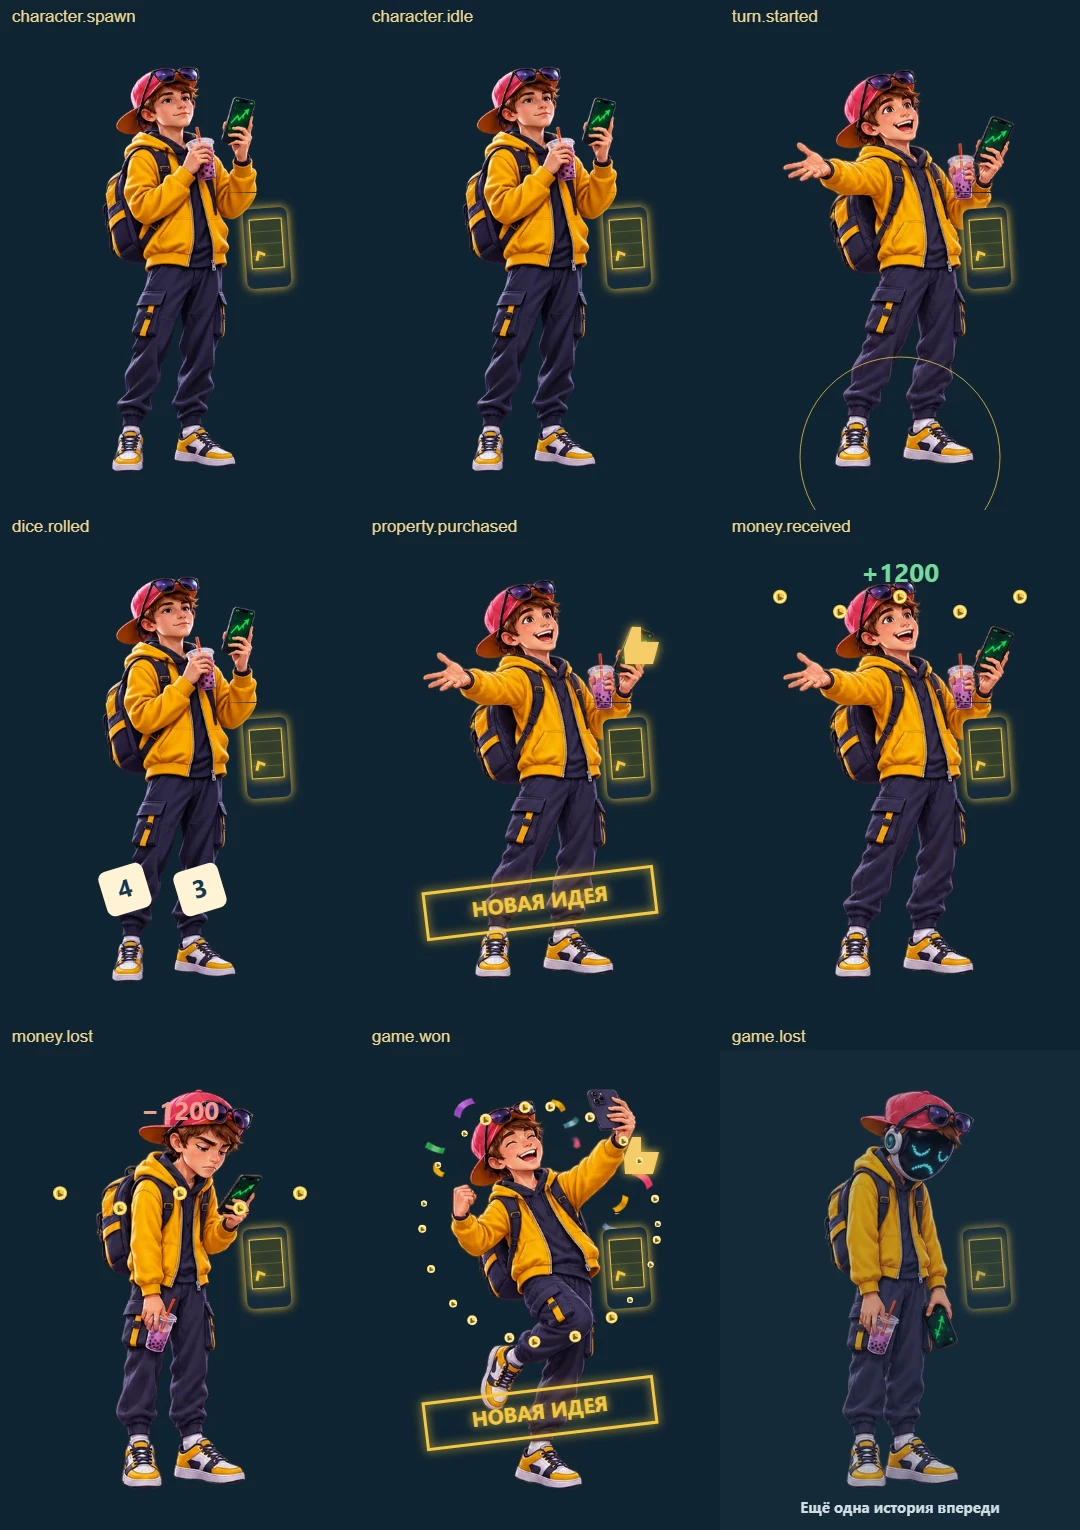 character.spawn
character.idle
turn.started
dice.rolled
property.purchased
money.received
+1200
4
3
НОВАЯ ИДЕЯ
money.lost
game.won
game.lost
−1200
НОВАЯ ИДЕЯ
Ещё одна история впереди